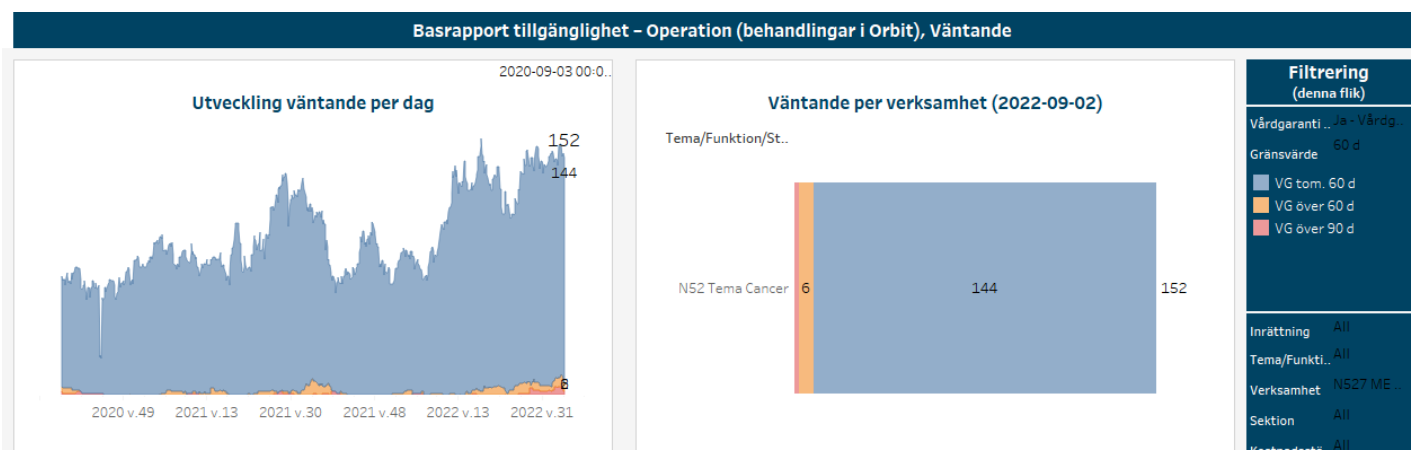 Basrapport tillgänglighet – Operation (behandlingar i Orbit), Väntande
2020-09-03 00:0..
Utveckling väntande per dag
152
144
2020 v.49 2021 v.13 2021 v.30 2021 v.48 2022 v.13 2022 v.31
Väntande per verksamhet (2022-09-02)
Tema/Funktion/St..
N52 Tema Cancer 6 144 152
Filtrering
(denna flik)
Vårdgaranti .. Ja - Vårdg..
Gränsvärde 60 d
VG tom. 60 d
VG över 60 d
VG över 90 d
Inrättning All
Tema/Funkti.. All
Verksamhet N527 ME ..
Sektion All
All